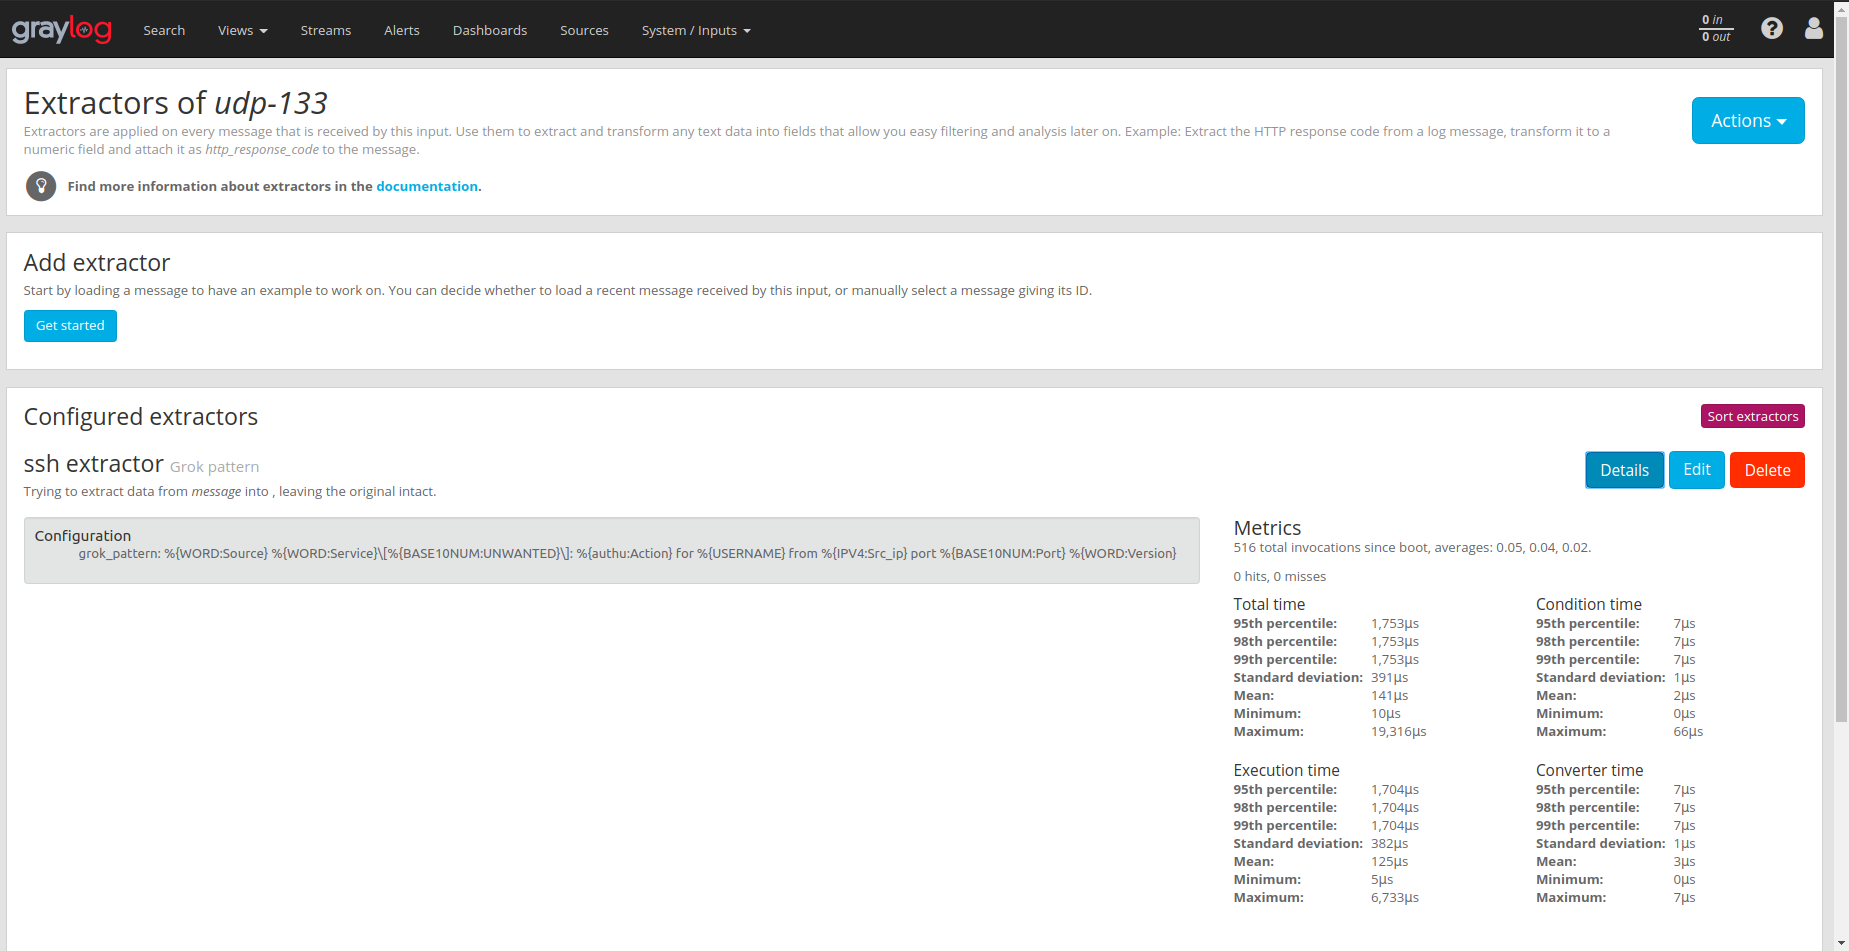 graylog Search Views Streams Alerts Dashboards Sources System / Inputs 0 in 0 out
Extractors of udp-133
Extractors are applied on every message that is received by this input. Use them to extract and transform any text data into fields that allow you easy filtering and analysis later on. Example: Extract the HTTP response code from a log message, transform it to a
numeric field and attach it as http_response_code to the message.
Actions
Find more information about extractors in the documentation.
Add extractor
Start by loading a message to have an example to work on. You can decide whether to load a recent message received by this input, or manually select a message giving its ID.
Get started
Configured extractors
Sort extractors
ssh extractor Grok pattern
Trying to extract data from message into , leaving the original intact.
Details Edit Delete
Configuration
grok_pattern: %{WORD:Source} %{WORD:Service}\[%{BASE10NUM:UNWANTED}\]: %{authu:Action} for %{USERNAME} from %{IPV4:Src_ip} port %{BASE10NUM:Port} %{WORD:Version}
Metrics
516 total invocations since boot, averages: 0.05, 0.04, 0.02.
0 hits, 0 misses
Total time
95th percentile: 1,753μs
98th percentile: 1,753μs
99th percentile: 1,753μs
Standard deviation: 391μs
Mean: 141μs
Minimum: 10μs
Maximum: 19,316μs
Condition time
95th percentile: 7μs
98th percentile: 7μs
99th percentile: 7μs
Standard deviation: 1μs
Mean: 2μs
Minimum: 0μs
Maximum: 66μs
Execution time
95th percentile: 1,704μs
98th percentile: 1,704μs
99th percentile: 1,704μs
Standard deviation: 382μs
Mean: 125μs
Minimum: 5μs
Maximum: 6,733μs
Converter time
95th percentile: 7μs
98th percentile: 7μs
99th percentile: 7μs
Standard deviation: 1μs
Mean: 3μs
Minimum: 0μs
Maximum: 7μs